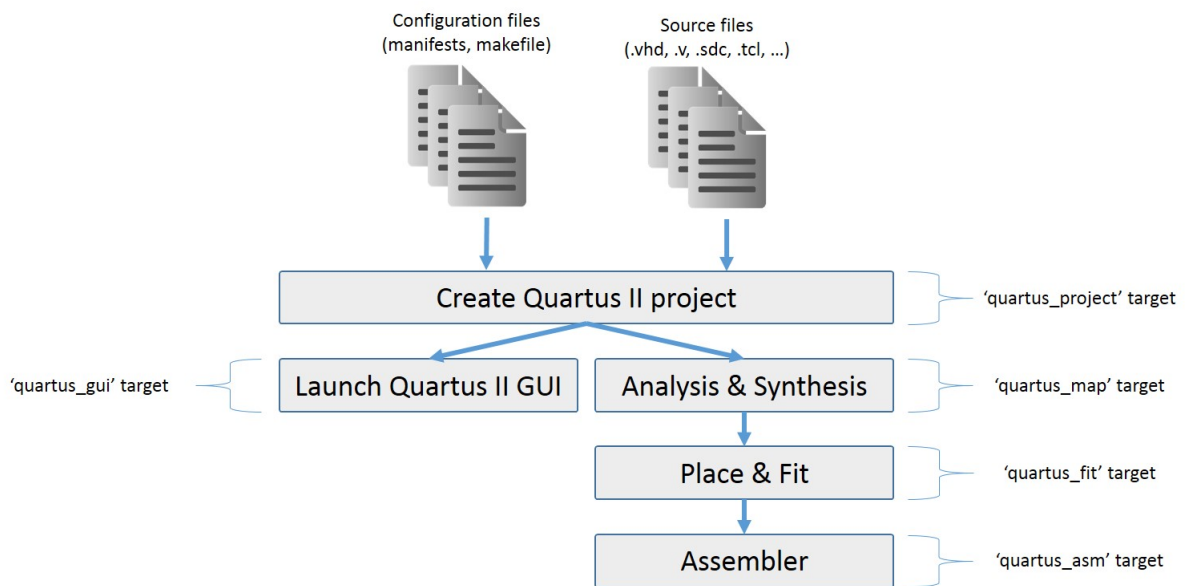 Configuration files
(manifests, makefile)
Source files
(.vhd, .v, .sdc, .tcl, …)
Create Quartus II project
‘quartus_project’ target
‘quartus_gui’ target
Launch Quartus II GUI
Analysis & Synthesis
‘quartus_map’ target
Place & Fit
‘quartus_fit’ target
Assembler
‘quartus_asm’ target